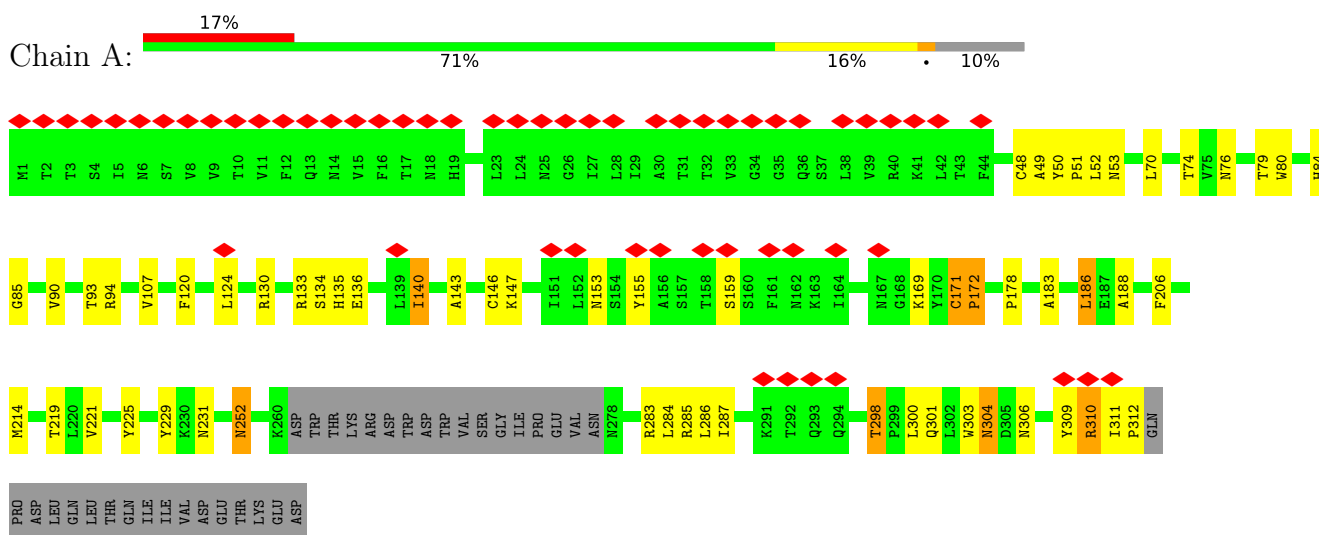 17%
Chain A:
71% 16% • 10%
M1 T2 T3 S4 I5 N6 S7 V8 V9 T10 V11 F12 Q13 N14 V15 F16 T17 N18 H19 L23 L24 N25 G26 I27 L28 I29 A30 T31 T32 V33 G34 G35 Q36 S37 L38 V39 R40 K41 L42 T43 F44 C48 A49 Y50 P51 L52 N53 L70 T74 V75 N76 T79 W80 H84
G85 V90 T93 R94 V107 F120 L124 R130 R133 S134 H135 E136 L139 I140 A143 C146 K147 I151 L152 N153 S154 Y155 A156 S157 T158 S159 S160 F161 N162 K163 I164 N167 G168 K169 Y170 C171 P172 P178 A183 L186 E187 A188 F206
M214 T219 L220 V221 Y225 Y229 K230 N231 N252 K260 ASP TRP THR LYS ARG ASP TRP ASP TRP VAL SER GLY ILE PRO GLU VAL ASN N278 R283 L284 R285 L286 I287 K291 T292 Q293 Q294 T298 P299 L300 Q301 L302 W303 N304 D305 N306 Y309 R310 I311 P312 GLN
PRO ASP LEU GLN LEU THR GLN ILE ILE VAL ASP GLU THR LYS GLU ASP